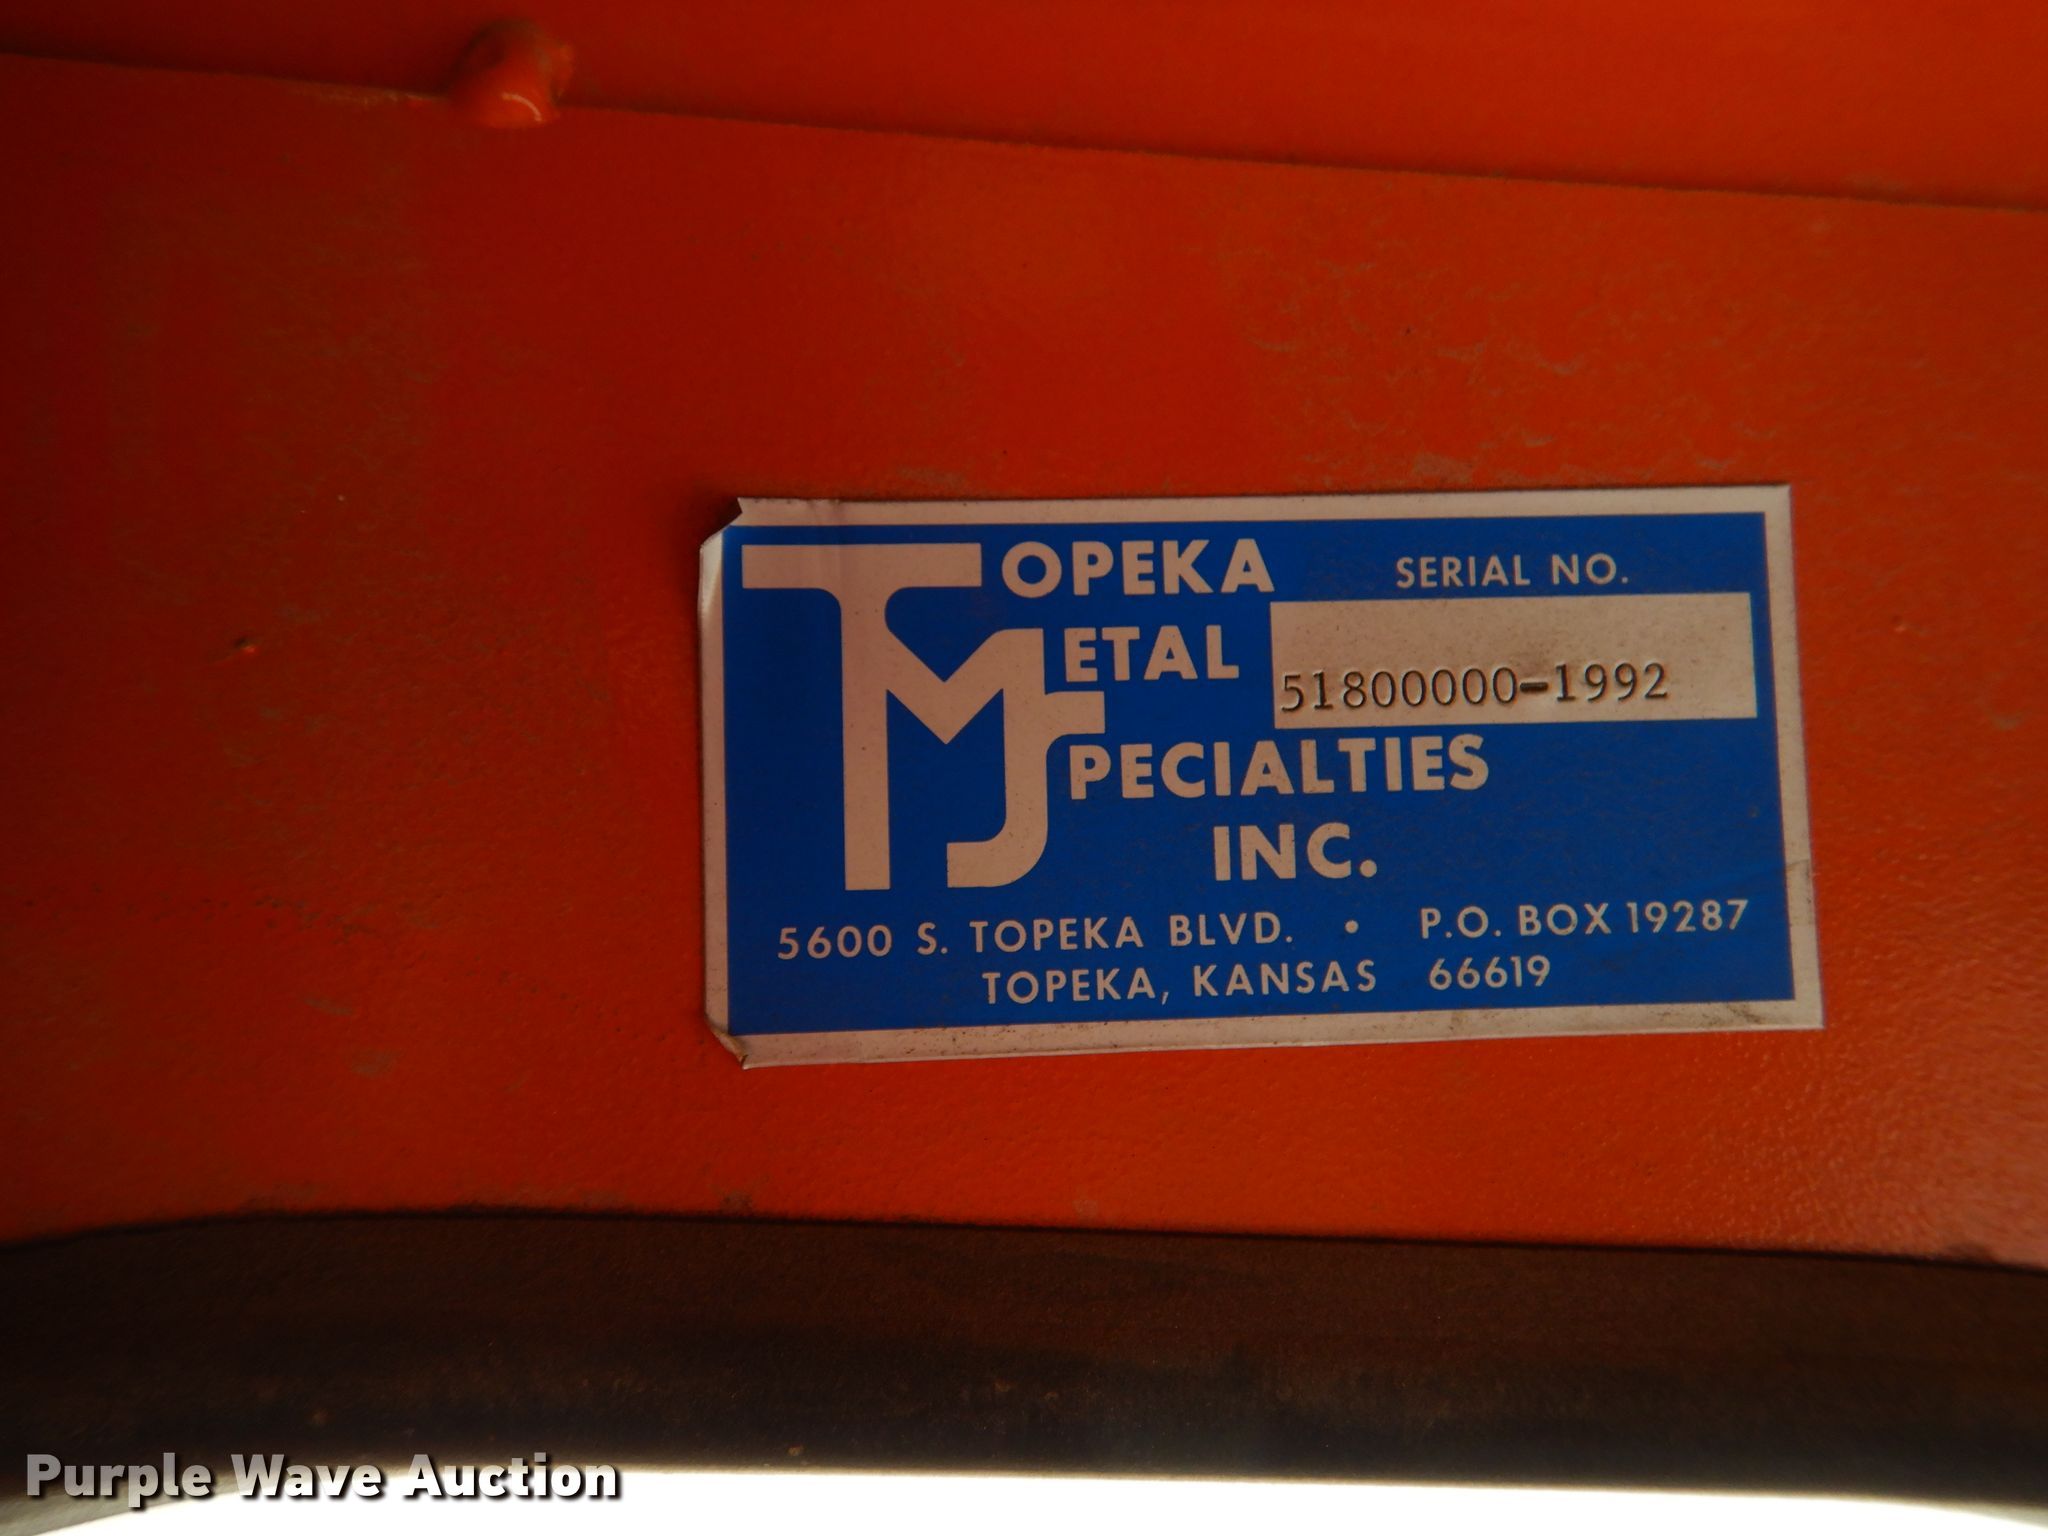 TOPEKA
METAL
SPECIALTIES
INC.
SERIAL NO.
51800000-1992
5600 S. TOPEKA BLVD. • P.O. BOX 19287
TOPEKA, KANSAS 66619
Purple Wave Auction